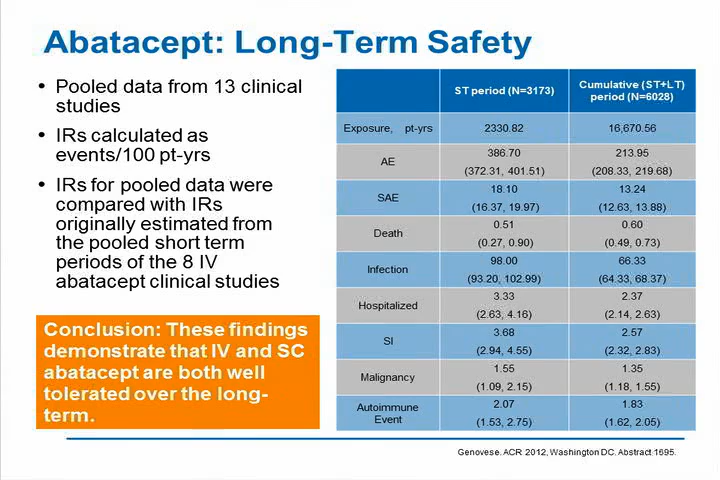 Abatacept: Long-Term Safety
• Pooled data from 13 clinical
studies
• IRs calculated as
events/100 pt-yrs
• IRs for pooled data were
compared with IRs
originally estimated from
the pooled short term
periods of the 8 IV
abatacept clinical studies
Conclusion: These findings
demonstrate that IV and SC
abatacept are both well
tolerated over the long-
term.
ST period (N=3173) Cumulative (ST+LT)
period (N=6028)
Exposure, pt-yrs 2330.82 16,670.56
AE 386.70 213.95
(372.31, 401.51) (208.33, 219.68)
SAE 18.10 13.24
(16.37, 19.97) (12.63, 13.88)
Death 0.51 0.60
(0.27, 0.90) (0.49, 0.73)
Infection 98.00 66.33
(93.20, 102.99) (64.33, 68.37)
Hospitalized 3.33 2.37
(2.63, 4.16) (2.14, 2.63)
SI 3.68 2.57
(2.94, 4.55) (2.32, 2.83)
Malignancy 1.55 1.35
(1.09, 2.15) (1.18, 1.55)
Autoimmune 2.07 1.83
Event (1.53, 2.75) (1.62, 2.05)
Genovese. ACR 2012, Washington DC. Abstract 1695.